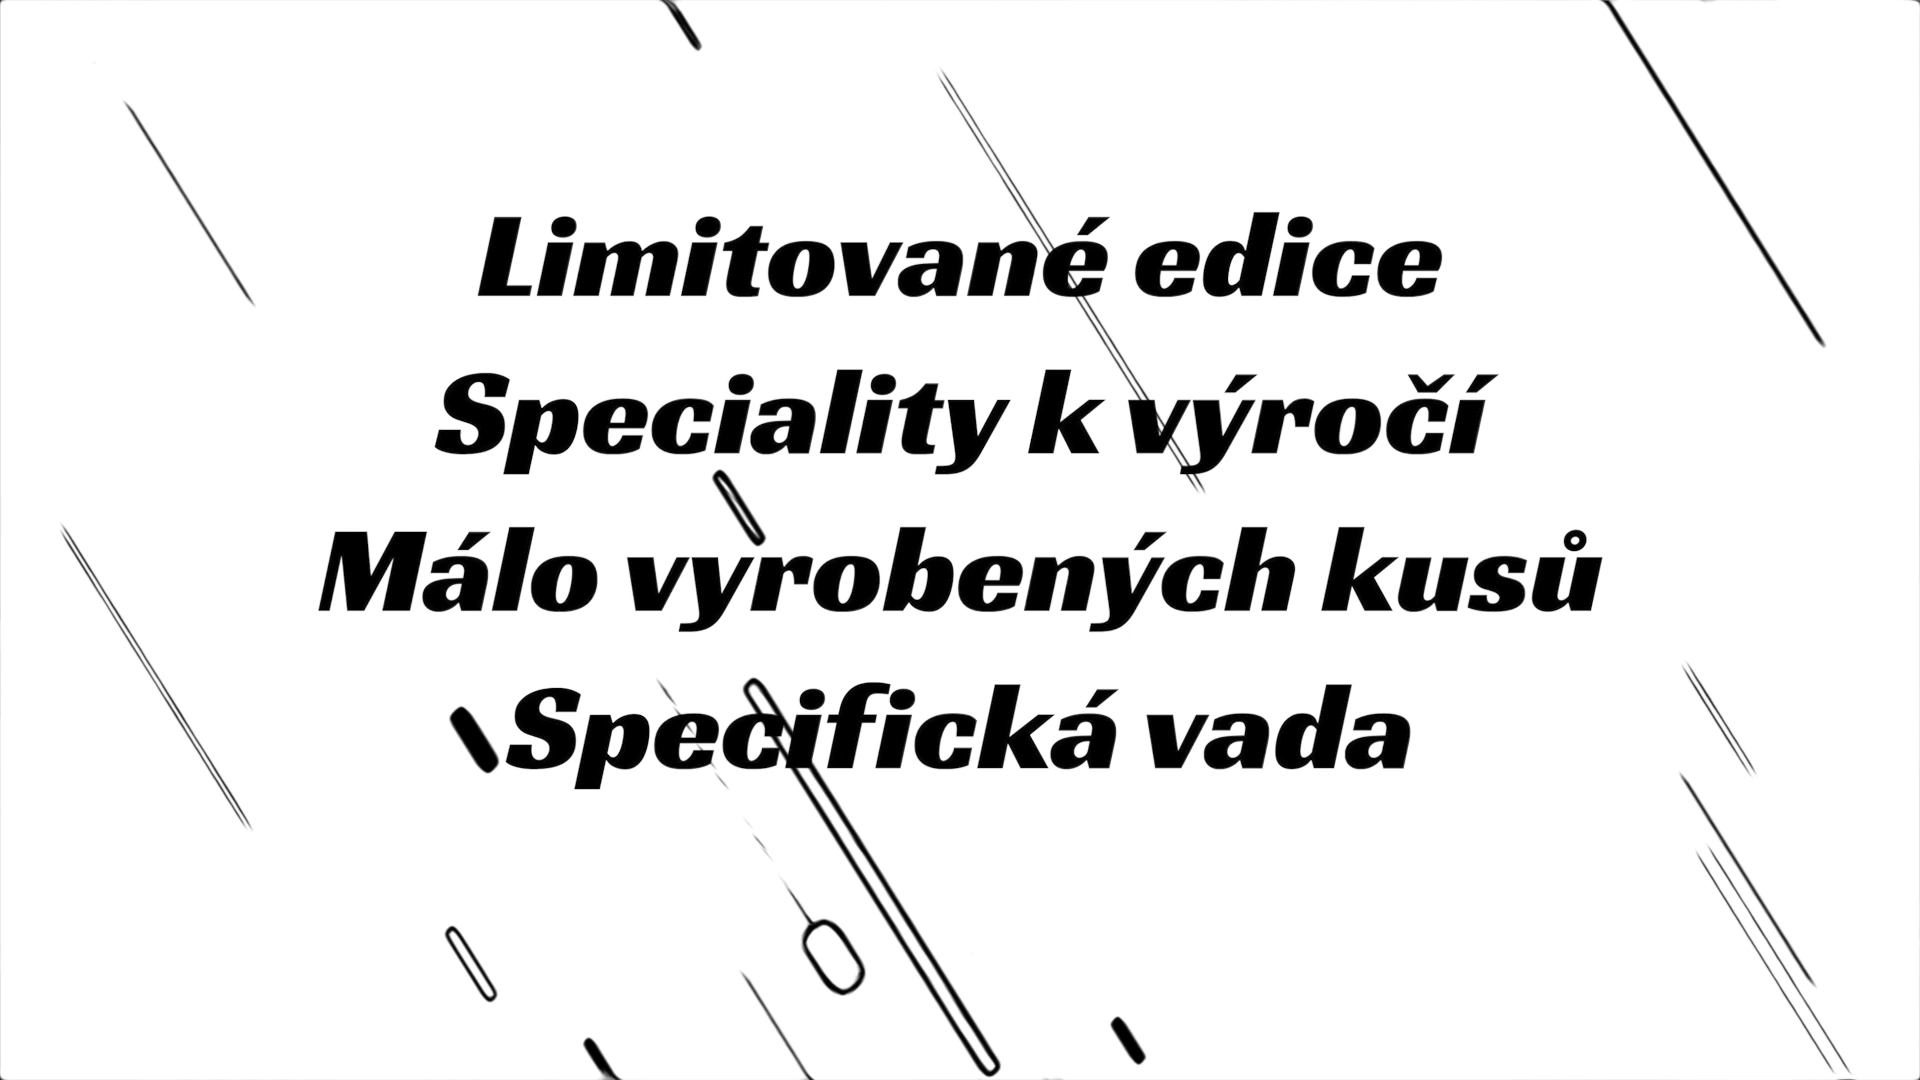 Limitované edice
Speciality k výročí
Málo vyrobených kusů
Specifická vada